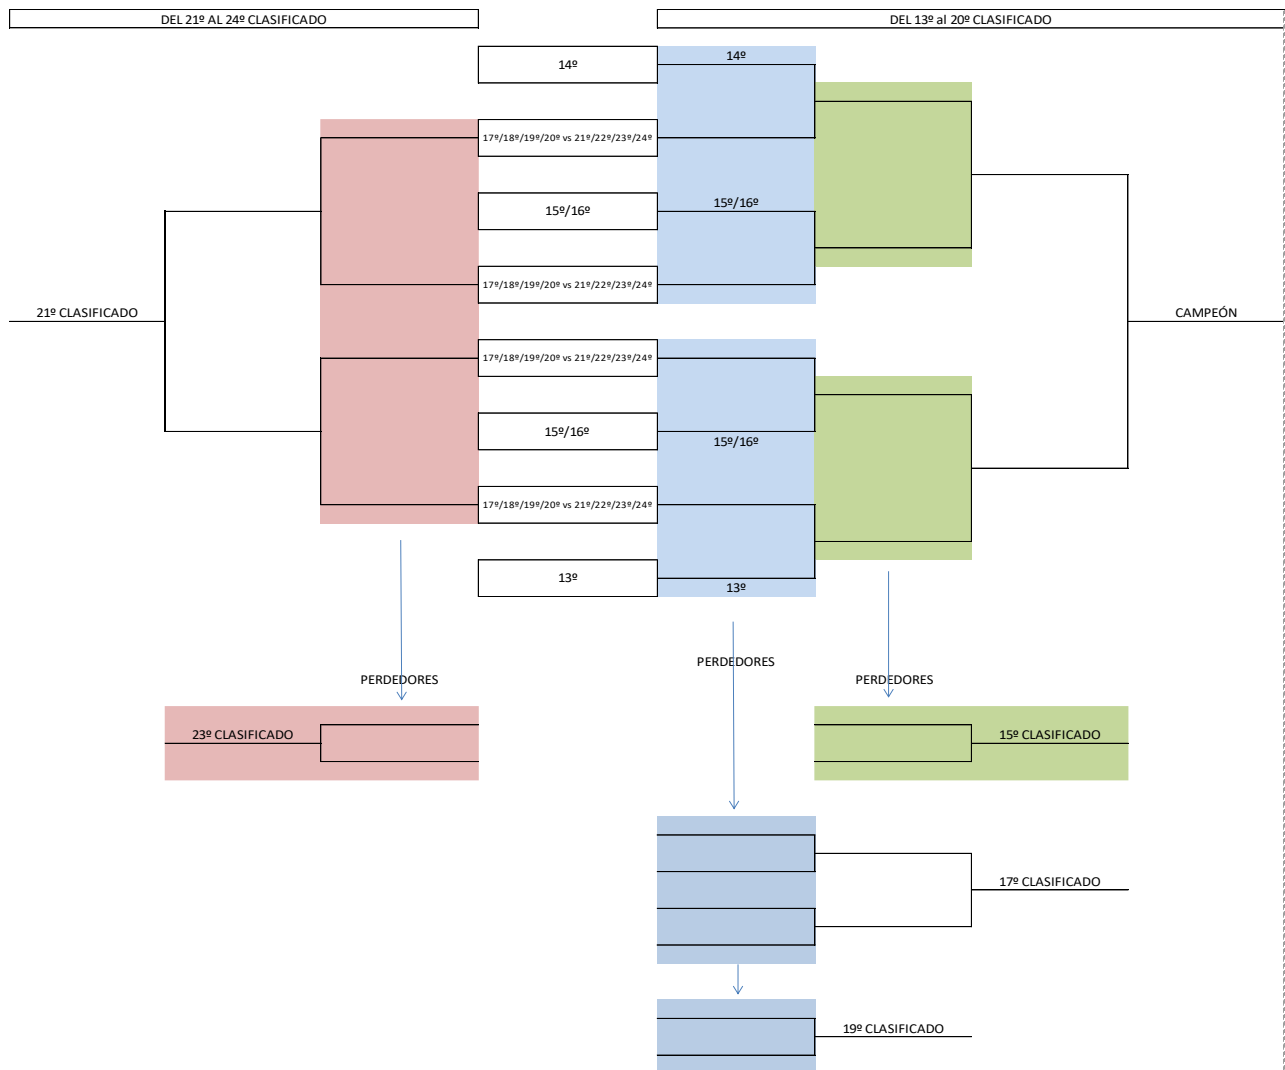 DEL 21º AL 24º CLASIFICADO
DEL 13º al 20º CLASIFICADO
14º
14º
17º/18º/19º/20º vs 21º/22º/23º/24º
15º/16º
15º/16º
17º/18º/19º/20º vs 21º/22º/23º/24º
21º CLASIFICADO
CAMPEÓN
17º/18º/19º/20º vs 21º/22º/23º/24º
15º/16º
15º/16º
17º/18º/19º/20º vs 21º/22º/23º/24º
13º
13º
PERDEDORES
PERDEDORES
PERDEDORES
23º CLASIFICADO
15º CLASIFICADO
17º CLASIFICADO
19º CLASIFICADO